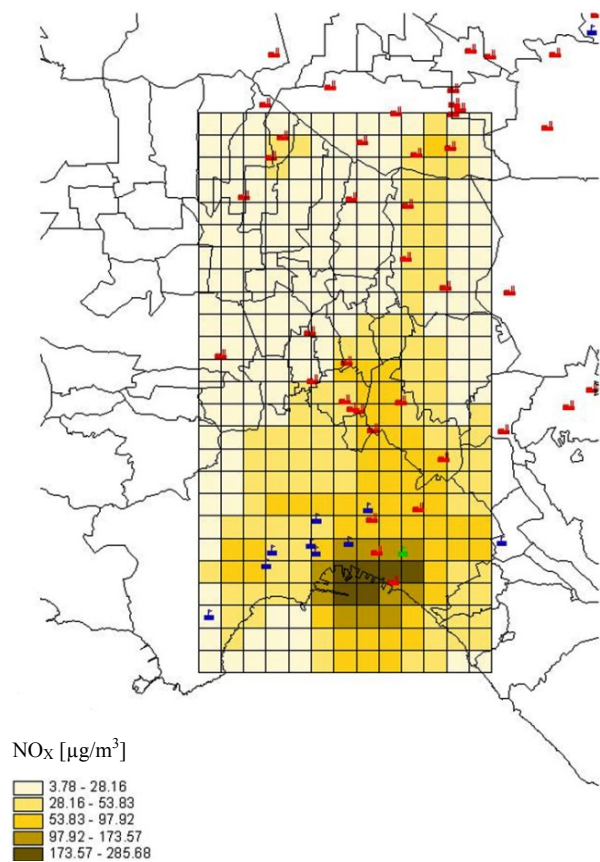 NOX [µg/m³]
3.78 - 28.16
28.16 - 53.83
53.83 - 97.92
97.92 - 173.57
173.57 - 285.68